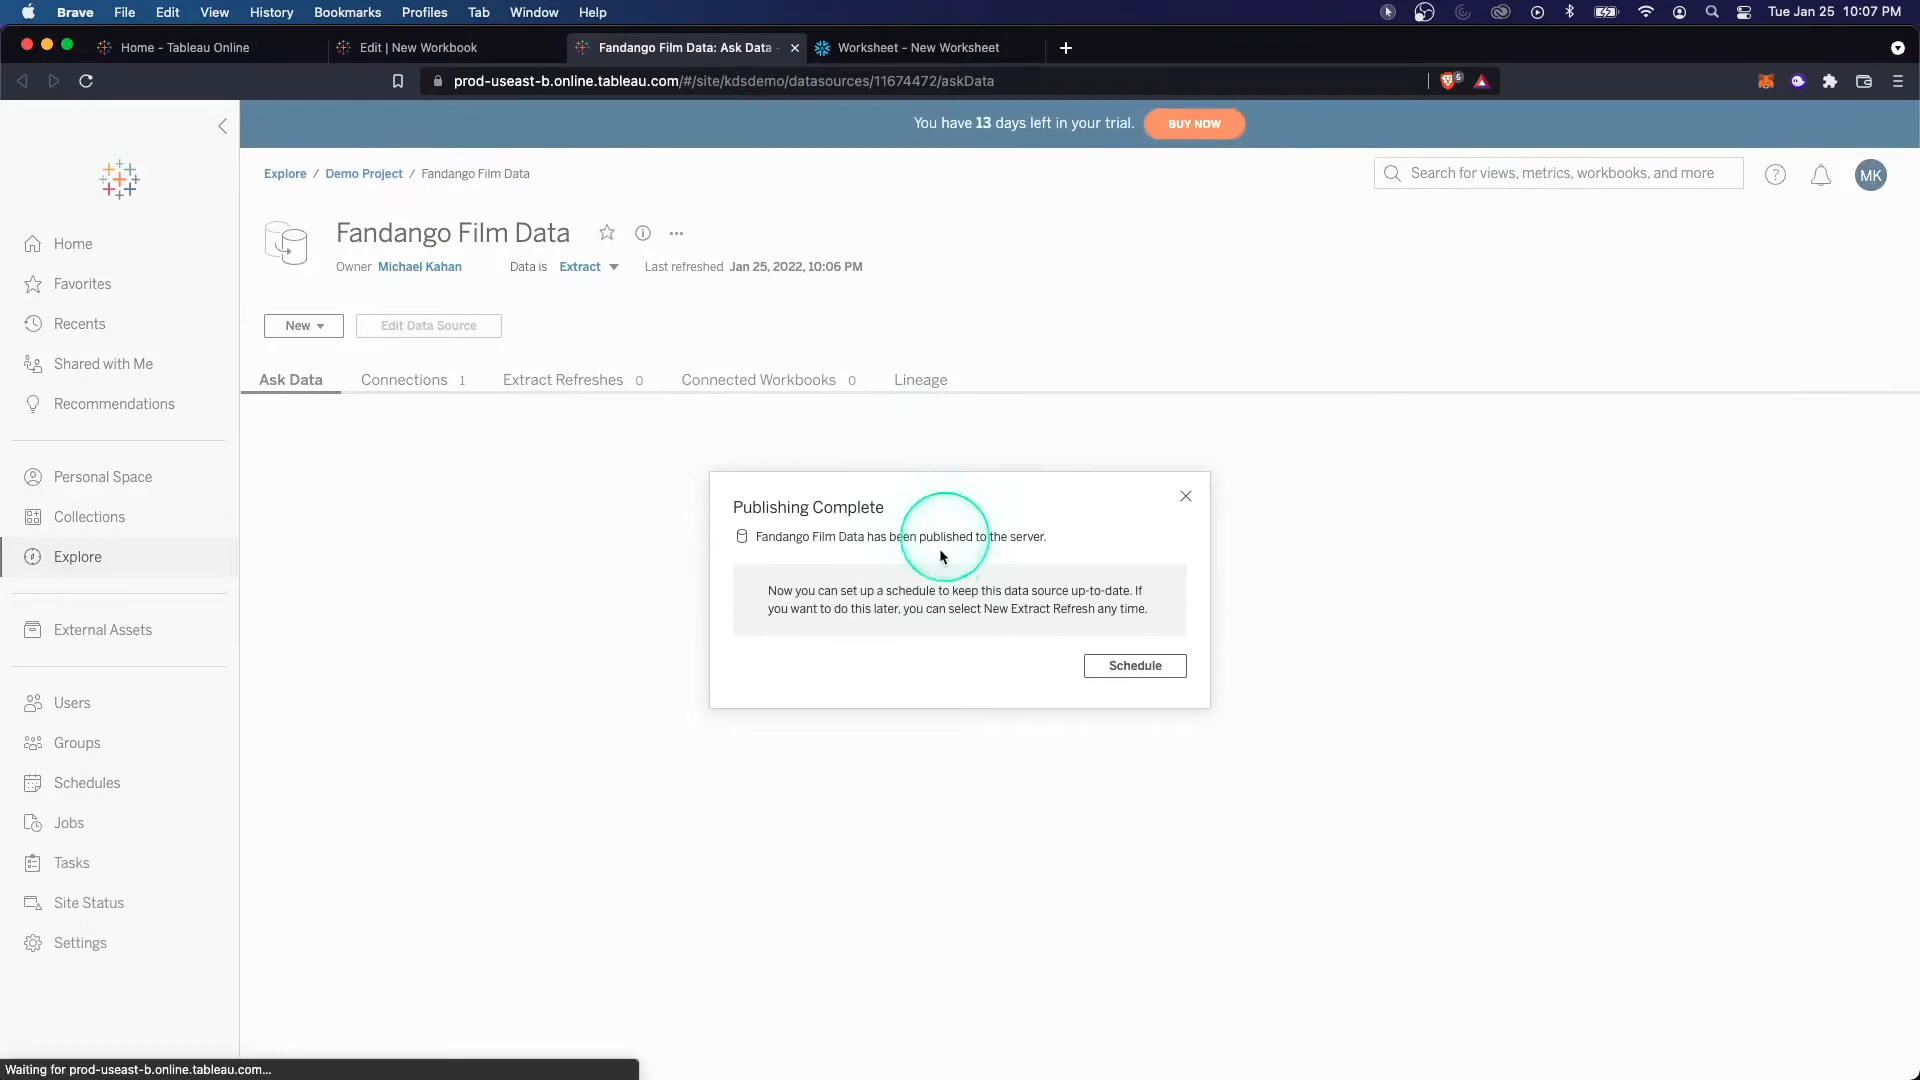 Brave File Edit View History Bookmarks Profiles Tab Window Help Tue Jan 25 10:07 PM
Home - Tableau Online Edit | New Workbook Fandango Film Data: Ask Data - Worksheet - New Worksheet
prod-useast-b.online.tableau.com/#/site/kdsdemo/datasources/11674472/askData 5
You have 13 days left in your trial. BUY NOW
Explore / Demo Project / Fandango Film Data Search for views, metrics, workbooks, and more MK
Fandango Film Data
Owner Michael Kahan Data is Extract Last refreshed Jan 25, 2022, 10:06 PM
New Edit Data Source
Ask Data Connections 1 Extract Refreshes 0 Connected Workbooks 0 Lineage
Home
Favorites
Recents
Shared with Me
Recommendations
Personal Space
Collections
Explore
External Assets
Users
Groups
Schedules
Jobs
Tasks
Site Status
Settings
Publishing Complete
Fandango Film Data has been published to the server.
Now you can set up a schedule to keep this data source up-to-date. If
you want to do this later, you can select New Extract Refresh any time.
Schedule
Waiting for prod-useast-b.online.tableau.com...